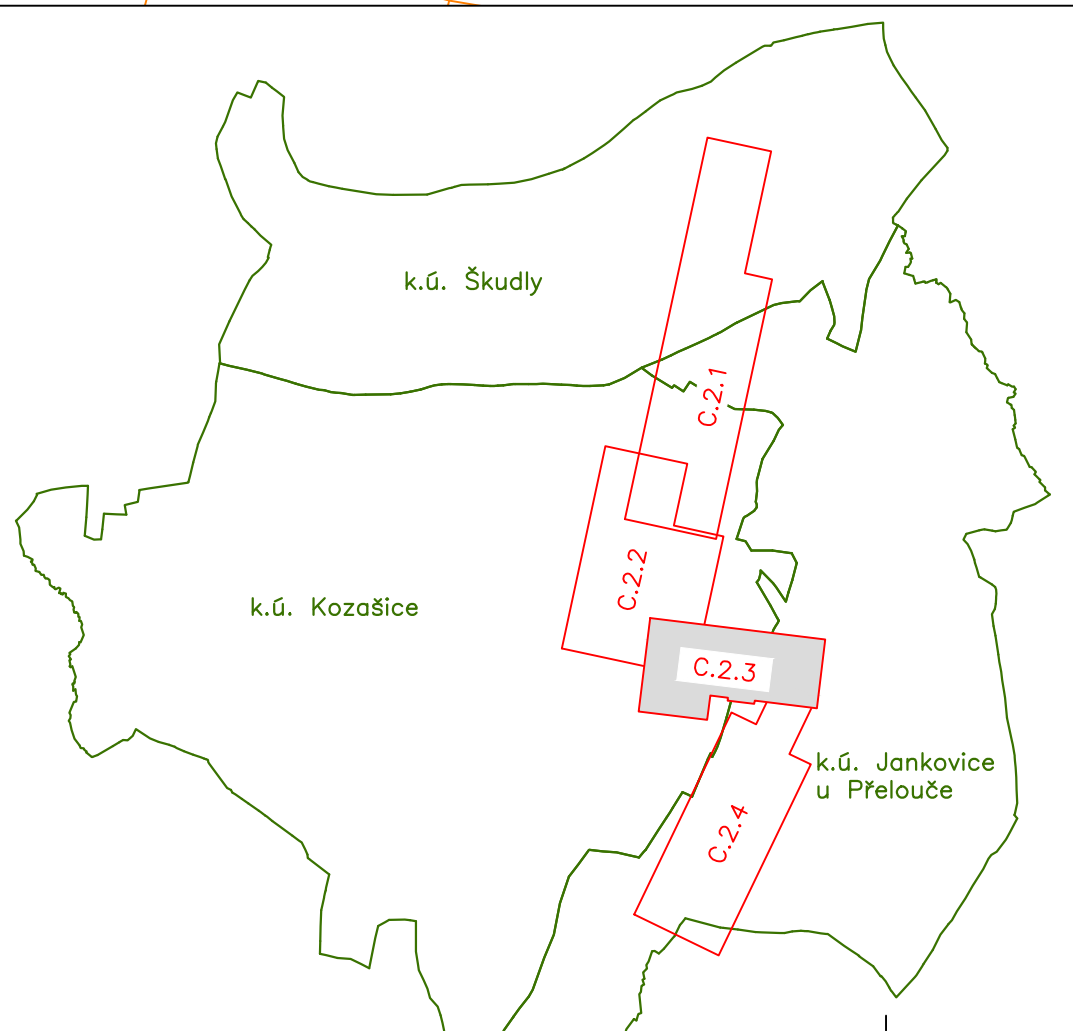 k.ú. Škudly
C.2.1
C.2.2
k.ú. Kozašice
C.2.3
k.ú. Jankovice
u Přelouče
C.2.4